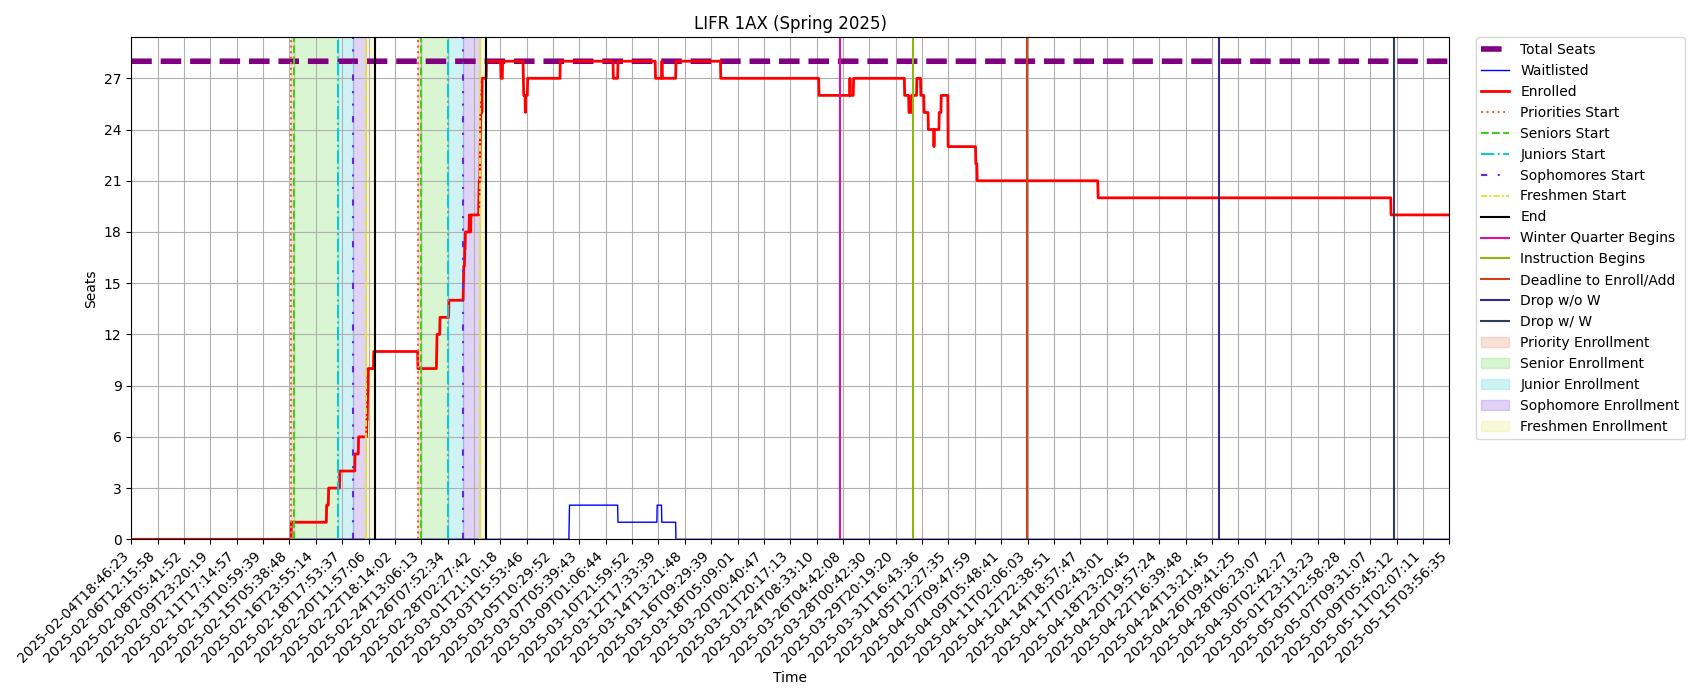 LIFR 1AX (Spring 2025)
Seats
27
24
21
18
15
12
9
6
3
0
2025-02-04T18:46:23
2025-02-06T12:15:58
2025-02-08T05:41:52
2025-02-09T23:20:19
2025-02-11T17:14:57
2025-02-13T10:59:39
2025-02-15T05:38:48
2025-02-16T23:55:14
2025-02-18T17:53:37
2025-02-20T11:57:06
2025-02-22T18:14:02
2025-02-24T13:06:13
2025-02-26T07:52:34
2025-02-28T02:27:42
2025-03-01T21:10:18
2025-03-03T15:53:46
2025-03-05T10:29:52
2025-03-07T05:39:43
2025-03-09T01:06:44
2025-03-10T21:59:52
2025-03-12T17:33:39
2025-03-14T13:21:48
2025-03-16T09:29:39
2025-03-18T05:09:01
2025-03-20T00:40:47
2025-03-21T20:17:13
2025-03-24T08:33:10
2025-03-26T04:42:08
2025-03-28T00:42:30
2025-03-29T20:19:20
2025-03-31T16:43:36
2025-04-05T12:27:35
2025-04-07T09:47:59
2025-04-09T05:48:41
2025-04-11T02:06:03
2025-04-12T22:38:51
2025-04-14T18:57:47
2025-04-17T02:43:01
2025-04-18T23:20:45
2025-04-20T19:57:24
2025-04-22T16:39:48
2025-04-24T13:21:45
2025-04-26T09:41:25
2025-04-28T06:23:07
2025-04-30T02:42:27
2025-05-01T23:13:23
2025-05-05T12:58:28
2025-05-07T09:31:07
2025-05-09T05:45:12
2025-05-11T02:07:11
2025-05-15T03:56:35
Time
Total Seats
Waitlisted
Enrolled
Priorities Start
Seniors Start
Juniors Start
Sophomores Start
Freshmen Start
End
Winter Quarter Begins
Instruction Begins
Deadline to Enroll/Add
Drop w/o W
Drop w/ W
Priority Enrollment
Senior Enrollment
Junior Enrollment
Sophomore Enrollment
Freshmen Enrollment